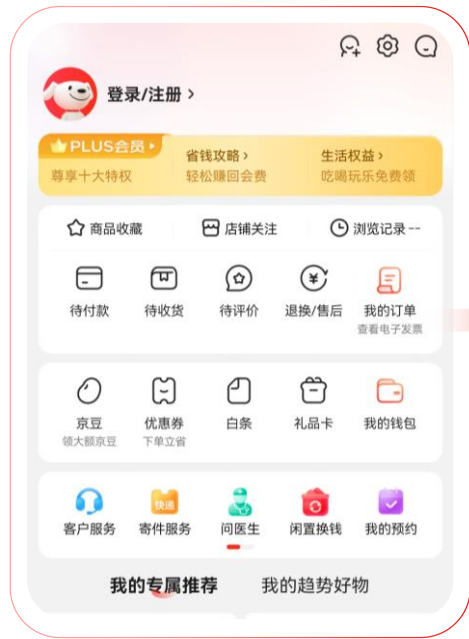 登录/注册 >
PLUS会员
尊享十大特权
省钱攻略 >
轻松赚回会费
生活权益 >
吃喝玩乐免费领
商品收藏
店铺关注
浏览记录 --
待付款
待收货
待评价
退换/售后
我的订单
查看电子发票
京豆
领大额京豆
优惠券
下单立省
白条
礼品卡
我的钱包
快递
客户服务
寄件服务
问医生
闲置换钱
我的预约
我的专属推荐
我的趋势好物